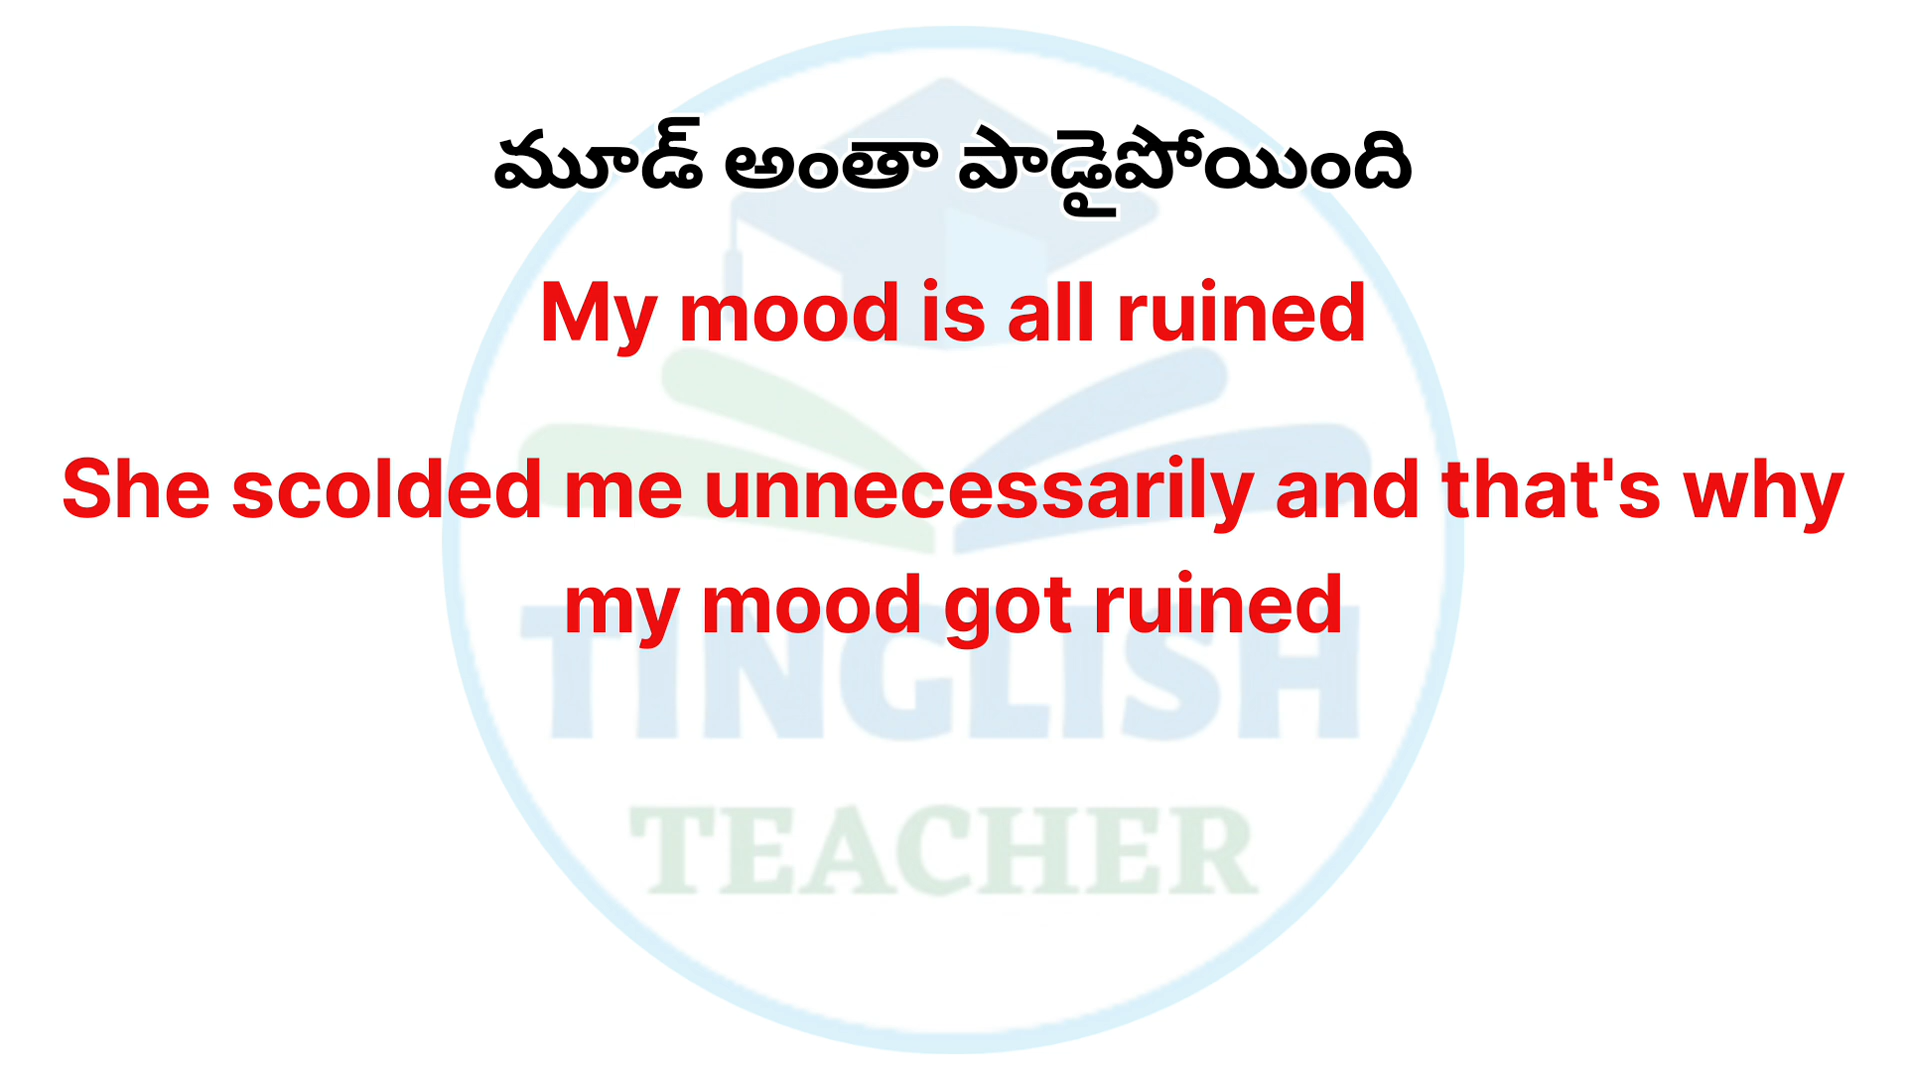 మూడ్ అంతా పాడైపోయింది
My mood is all ruined
She scolded me unnecessarily and that's why
my mood got ruined
TINGLISH
TEACHER